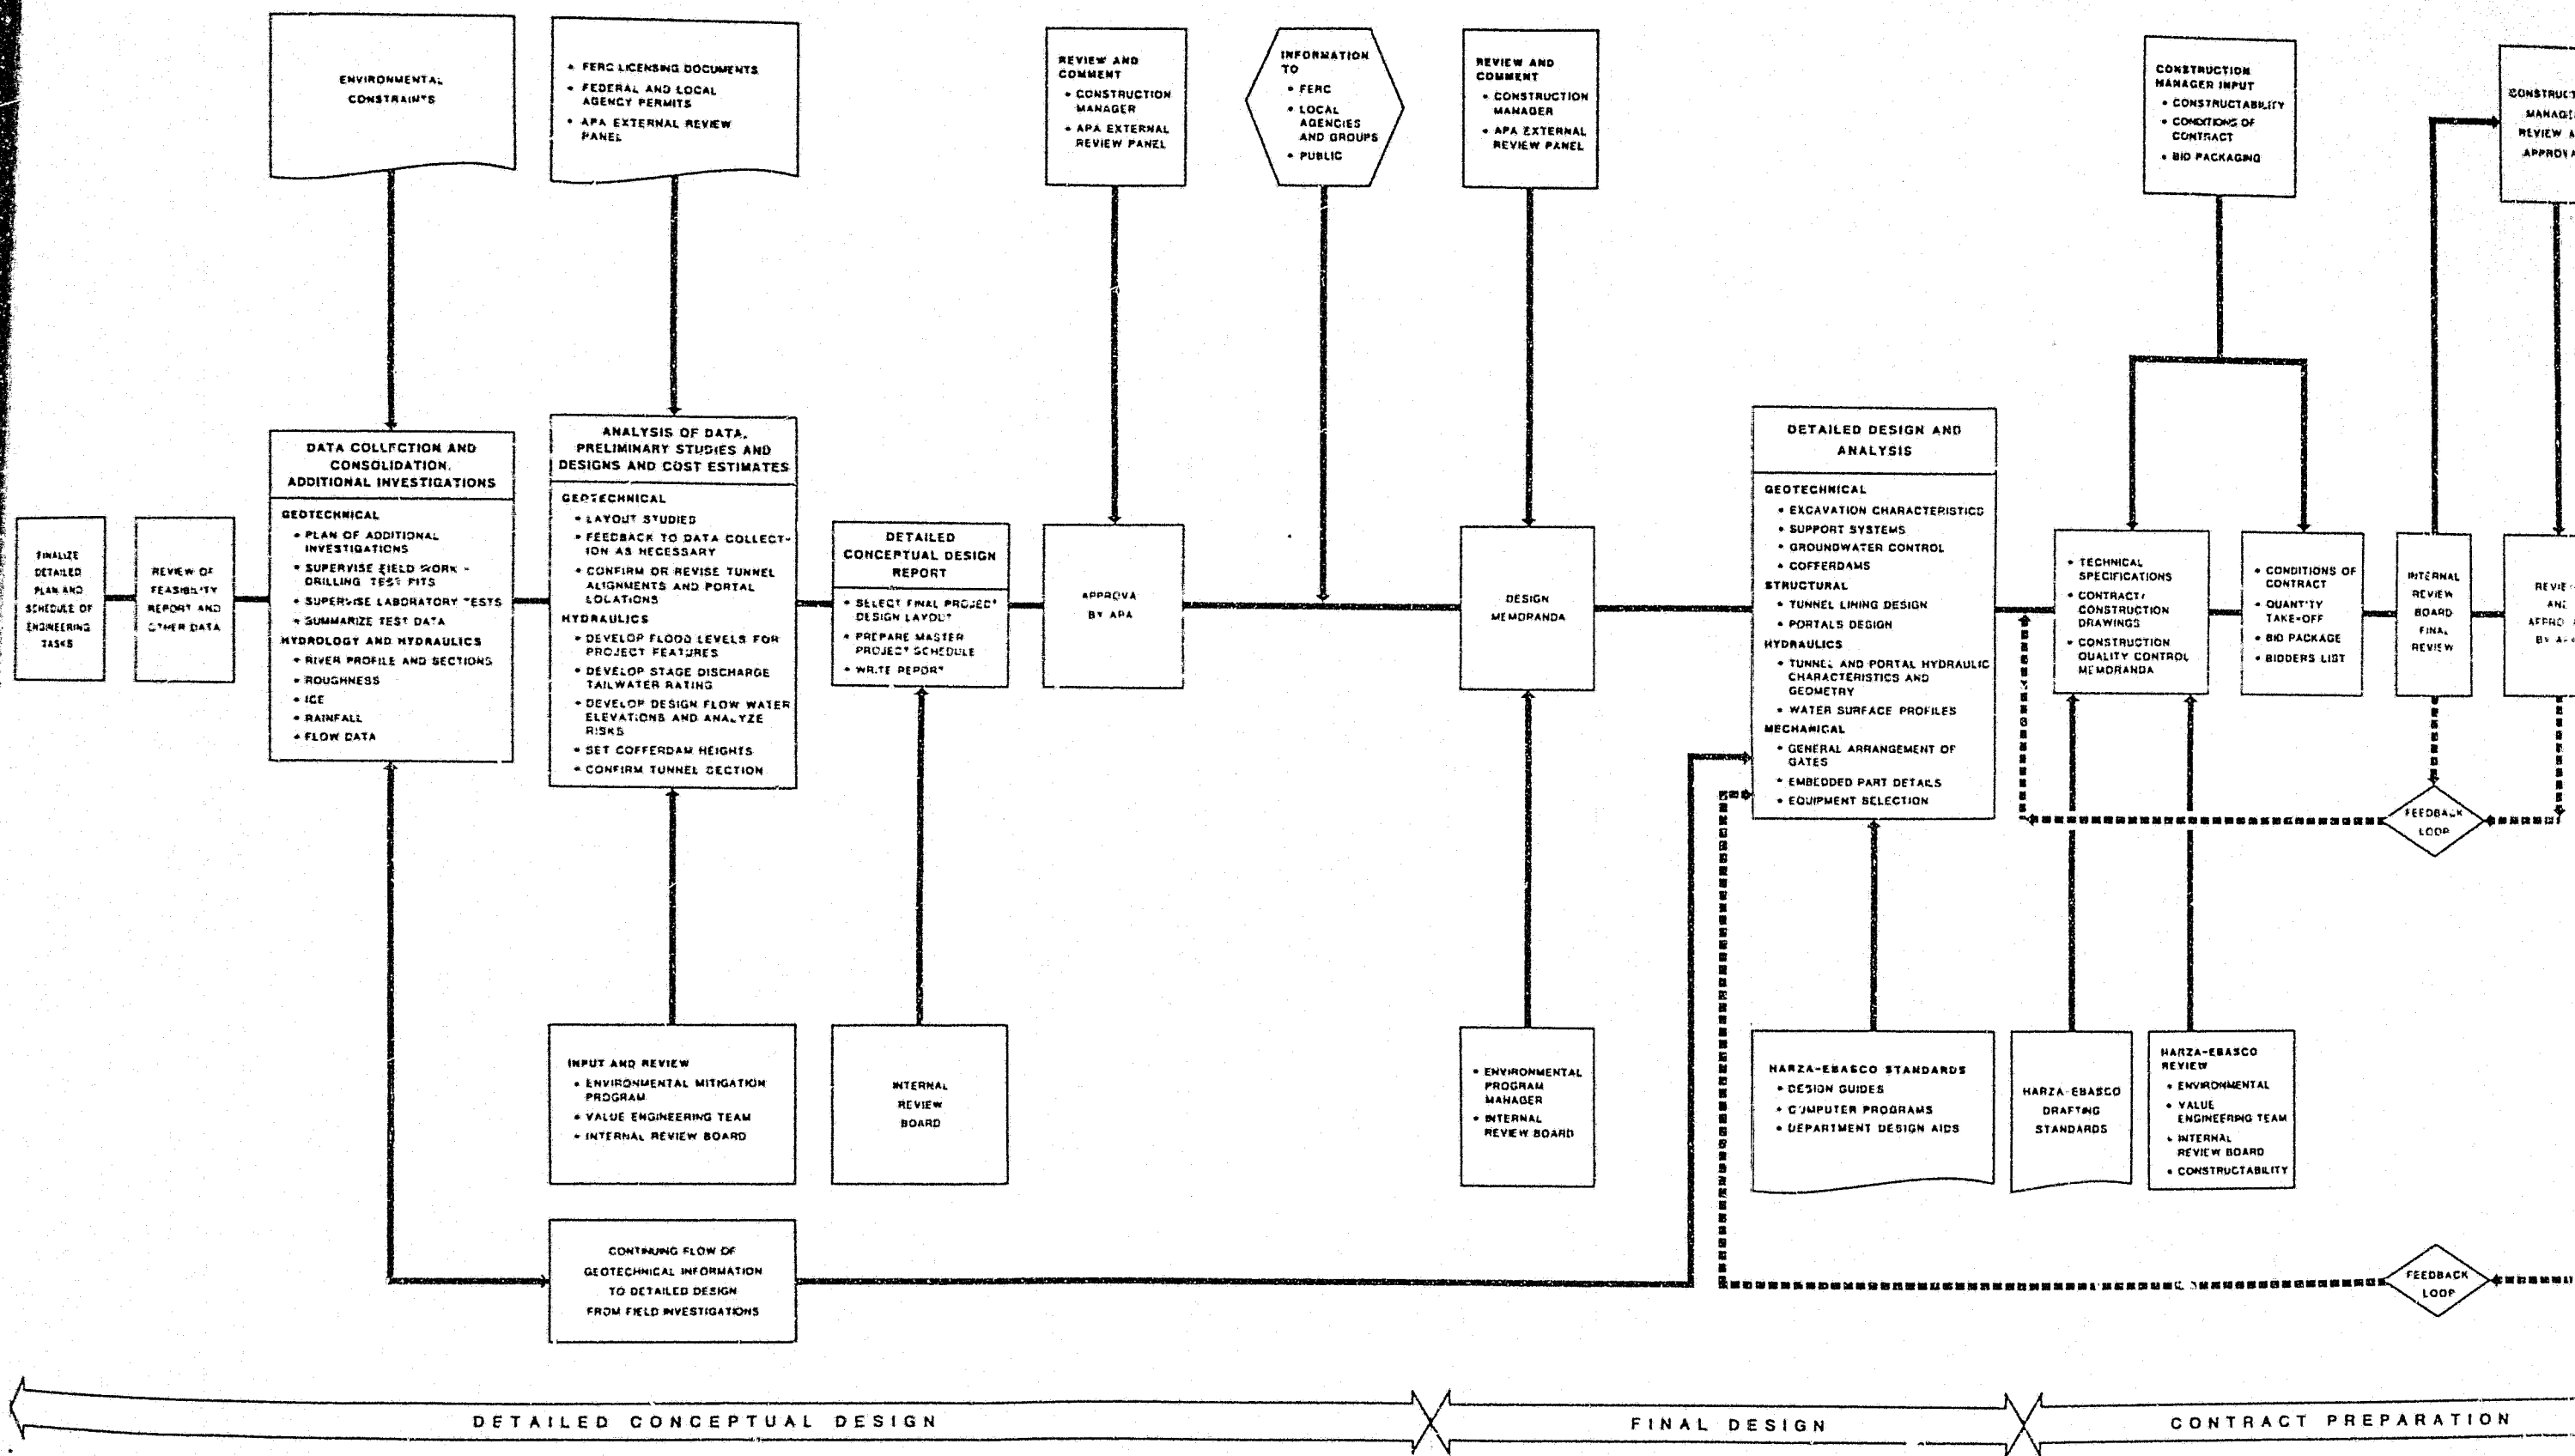 ENVIRONMENTAL
CONSTRAINTS
• FERC LICENSING DOCUMENTS
• FEDERAL AND LOCAL
AGENCY PERMITS
• APA EXTERNAL REVIEW
PANEL
REVIEW AND
COMMENT
• CONSTRUCTION
MANAGER
• APA EXTERNAL
REVIEW PANEL
INFORMATION
TO
• FERC
• LOCAL
AGENCIES
AND GROUPS
• PUBLIC
REVIEW AND
COMMENT
• CONSTRUCTION
MANAGER
• APA EXTERNAL
REVIEW PANEL
CONSTRUCTION
MANAGER INPUT
• CONSTRUCTABILITY
• CONDITIONS OF
CONTRACT
• BID PACKAGING
CONSTRUCT
MANAG
REVIEW
APPROVA
FINALIZE
DETAILED
PLAN AND
SCHEDULE OF
ENGINEERING
TASKS
REVIEW OF
FEASIBILITY
REPORT AND
OTHER DATA
DATA COLLECTION AND
CONSOLIDATION,
ADDITIONAL INVESTIGATIONS
GEOTECHNICAL
• PLAN OF ADDITIONAL
INVESTIGATIONS
• SUPERVISE FIELD WORK -
DRILLING TEST PITS
• SUPERVISE LABORATORY TESTS
• SUMMARIZE TEST DATA
HYDROLOGY AND HYDRAULICS
• RIVER PROFILE AND SECTIONS
• ROUGHNESS
• ICE
• RAINFALL
• FLOW DATA
ANALYSIS OF DATA,
PRELIMINARY STUDIES AND
DESIGNS AND COST ESTIMATES
GEOTECHNICAL
• LAYOUT STUDIES
• FEEDBACK TO DATA COLLECT-
ION AS NECESSARY
• CONFIRM OR REVISE TUNNEL
ALIGNMENTS AND PORTAL
LOCATIONS
HYDRAULICS
• DEVELOP FLOOD LEVELS FOR
PROJECT FEATURES
• DEVELOP STAGE DISCHARGE
TAILWATER RATING
• DEVELOP DESIGN FLOW WATER
ELEVATIONS AND ANALYZE
RISKS
• SET COFFERDAM HEIGHTS
• CONFIRM TUNNEL SECTION
DETAILED
CONCEPTUAL DESIGN
REPORT
• SELECT FINAL PROJECT
DESIGN LAYOUT
• PREPARE MASTER
PROJECT SCHEDULE
• WRITE REPORT
APPROVA
BY APA
DESIGN
MEMORANDA
DETAILED DESIGN AND
ANALYSIS
GEOTECHNICAL
• EXCAVATION CHARACTERISTICS
• SUPPORT SYSTEMS
• GROUNDWATER CONTROL
• COFFERDAMS
STRUCTURAL
• TUNNEL LINING DESIGN
• PORTALS DESIGN
HYDRAULICS
• TUNNEL AND PORTAL HYDRAULIC
CHARACTERISTICS AND
GEOMETRY
• WATER SURFACE PROFILES
MECHANICAL
• GENERAL ARRANGEMENT OF
GATES
• EMBEDDED PART DETAILS
• EQUIPMENT SELECTION
• TECHNICAL
SPECIFICATIONS
• CONTRACT/
CONSTRUCTION
DRAWINGS
• CONSTRUCTION
QUALITY CONTROL
MEMORANDA
• CONDITIONS OF
CONTRACT
• QUANTITY
TAKE-OFF
• BID PACKAGE
• BIDDERS LIST
INTERNAL
REVIEW
BOARD
FINAL
REVIEW
REVIE
AND
APPRO
BY
FEEDBACK
LOOP
INPUT AND REVIEW
• ENVIRONMENTAL MITIGATION
PROGRAM
• VALUE ENGINEERING TEAM
• INTERNAL REVIEW BOARD
INTERNAL
REVIEW
BOARD
• ENVIRONMENTAL
PROGRAM
MANAGER
• INTERNAL
REVIEW BOARD
HARZA-EBASCO STANDARDS
• DESIGN GUIDES
• COMPUTER PROGRAMS
• DEPARTMENT DESIGN AIDS
HARZA-EBASCO
DRAFTING
STANDARDS
HARZA-EBASCO
REVIEW
• ENVIRONMENTAL
• VALUE
ENGINEERING TEAM
• INTERNAL
REVIEW BOARD
• CONSTRUCTABILITY
CONTINUING FLOW OF
GEOTECHNICAL INFORMATION
TO DETAILED DESIGN
FROM FIELD INVESTIGATIONS
FEEDBACK
LOOP
DETAILED CONCEPTUAL DESIGN
FINAL DESIGN
CONTRACT PREPARATION